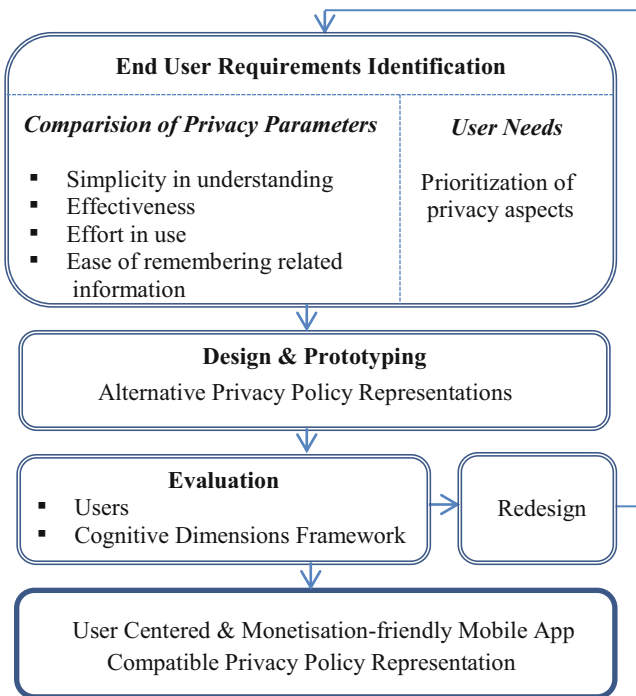 End User Requirements Identification
Comparision of Privacy Parameters
▪ Simplicity in understanding
▪ Effectiveness
▪ Effort in use
▪ Ease of remembering related
information
User Needs
Prioritization of
privacy aspects
Design & Prototyping
Alternative Privacy Policy Representations
Evaluation
▪ Users
▪ Cognitive Dimensions Framework
Redesign
User Centered & Monetisation-friendly Mobile App
Compatible Privacy Policy Representation